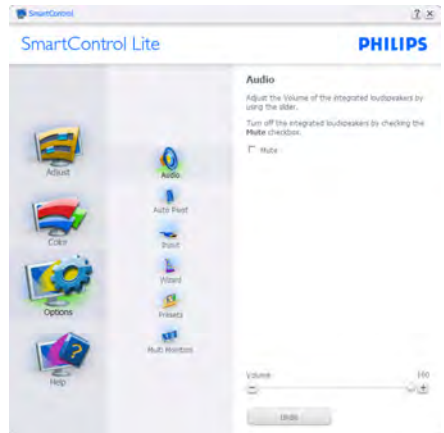 SmartControl
? ×
SmartControl Lite
PHILIPS
Audio
Adjust the Volume of the integrated loudspeakers by
using the slider.
Turn off the integrated loudspeakers by checking the
Mute checkbox.
Mute
Adjust
Color
Options
Help
Audio
Auto Pivot
Input
Wizard
Presets
Multi Monitors
Volume
100
Undo